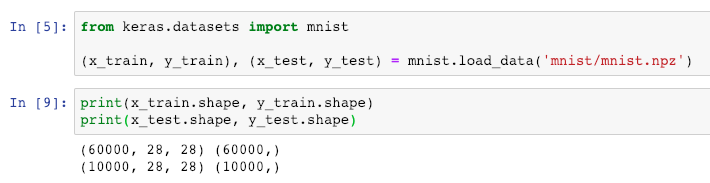 In [5]: from keras.datasets import mnist
(x_train, y_train), (x_test, y_test) = mnist.load_data('mnist/mnist.npz')
In [9]: print(x_train.shape, y_train.shape)
print(x_test.shape, y_test.shape)
(60000, 28, 28) (60000,)
(10000, 28, 28) (10000,)